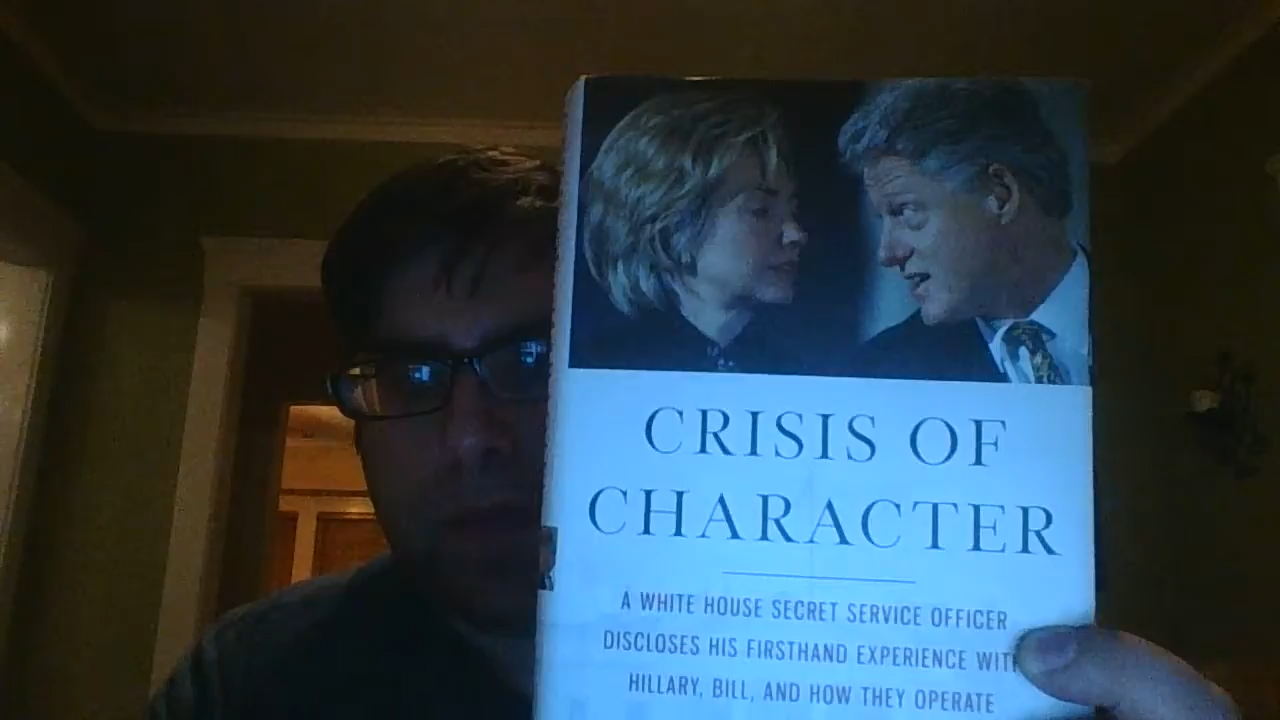 CRISIS OF
CHARACTER
A WHITE HOUSE SECRET SERVICE OFFICER
DISCLOSES HIS FIRSTHAND EXPERIENCE WITH
HILLARY, BILL, AND HOW THEY OPERATE